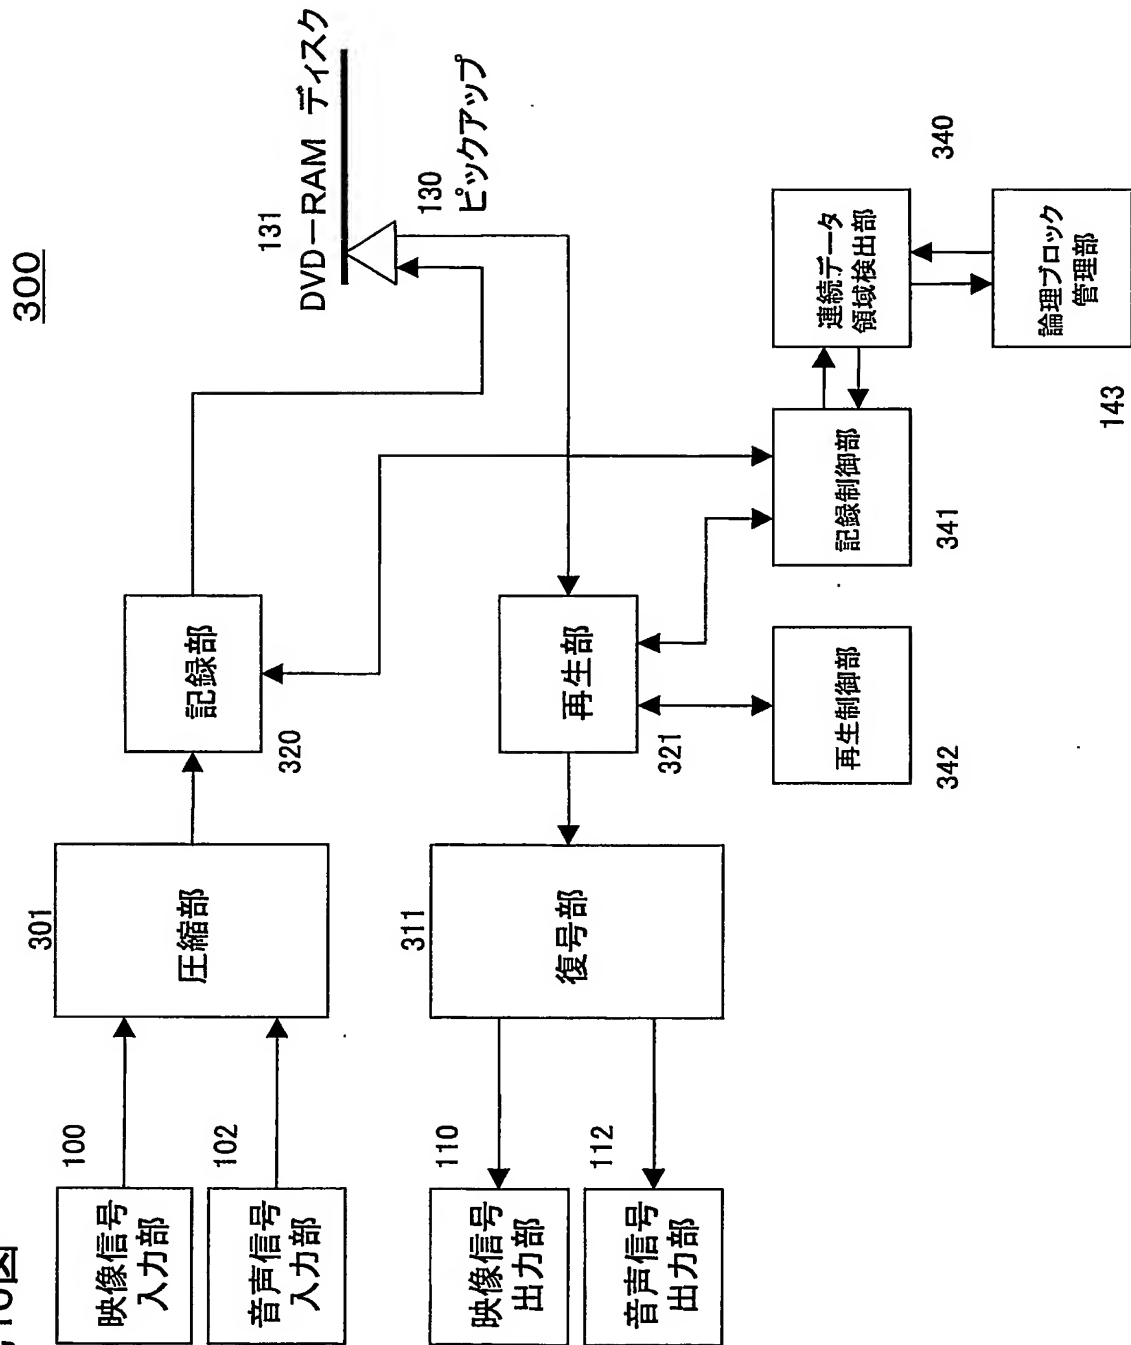 300
131
DVD-RAM ディスク
130
ピックアップ
301
圧縮部
記録部
320
100
映像信号
入力部
102
音声信号
入力部
311
復号部
再生部
321
110
映像信号
出力部
112
音声信号
出力部
340
連続データ
領域検出部
記録制御部
341
再生制御部
342
論理ブロック
管理部
143